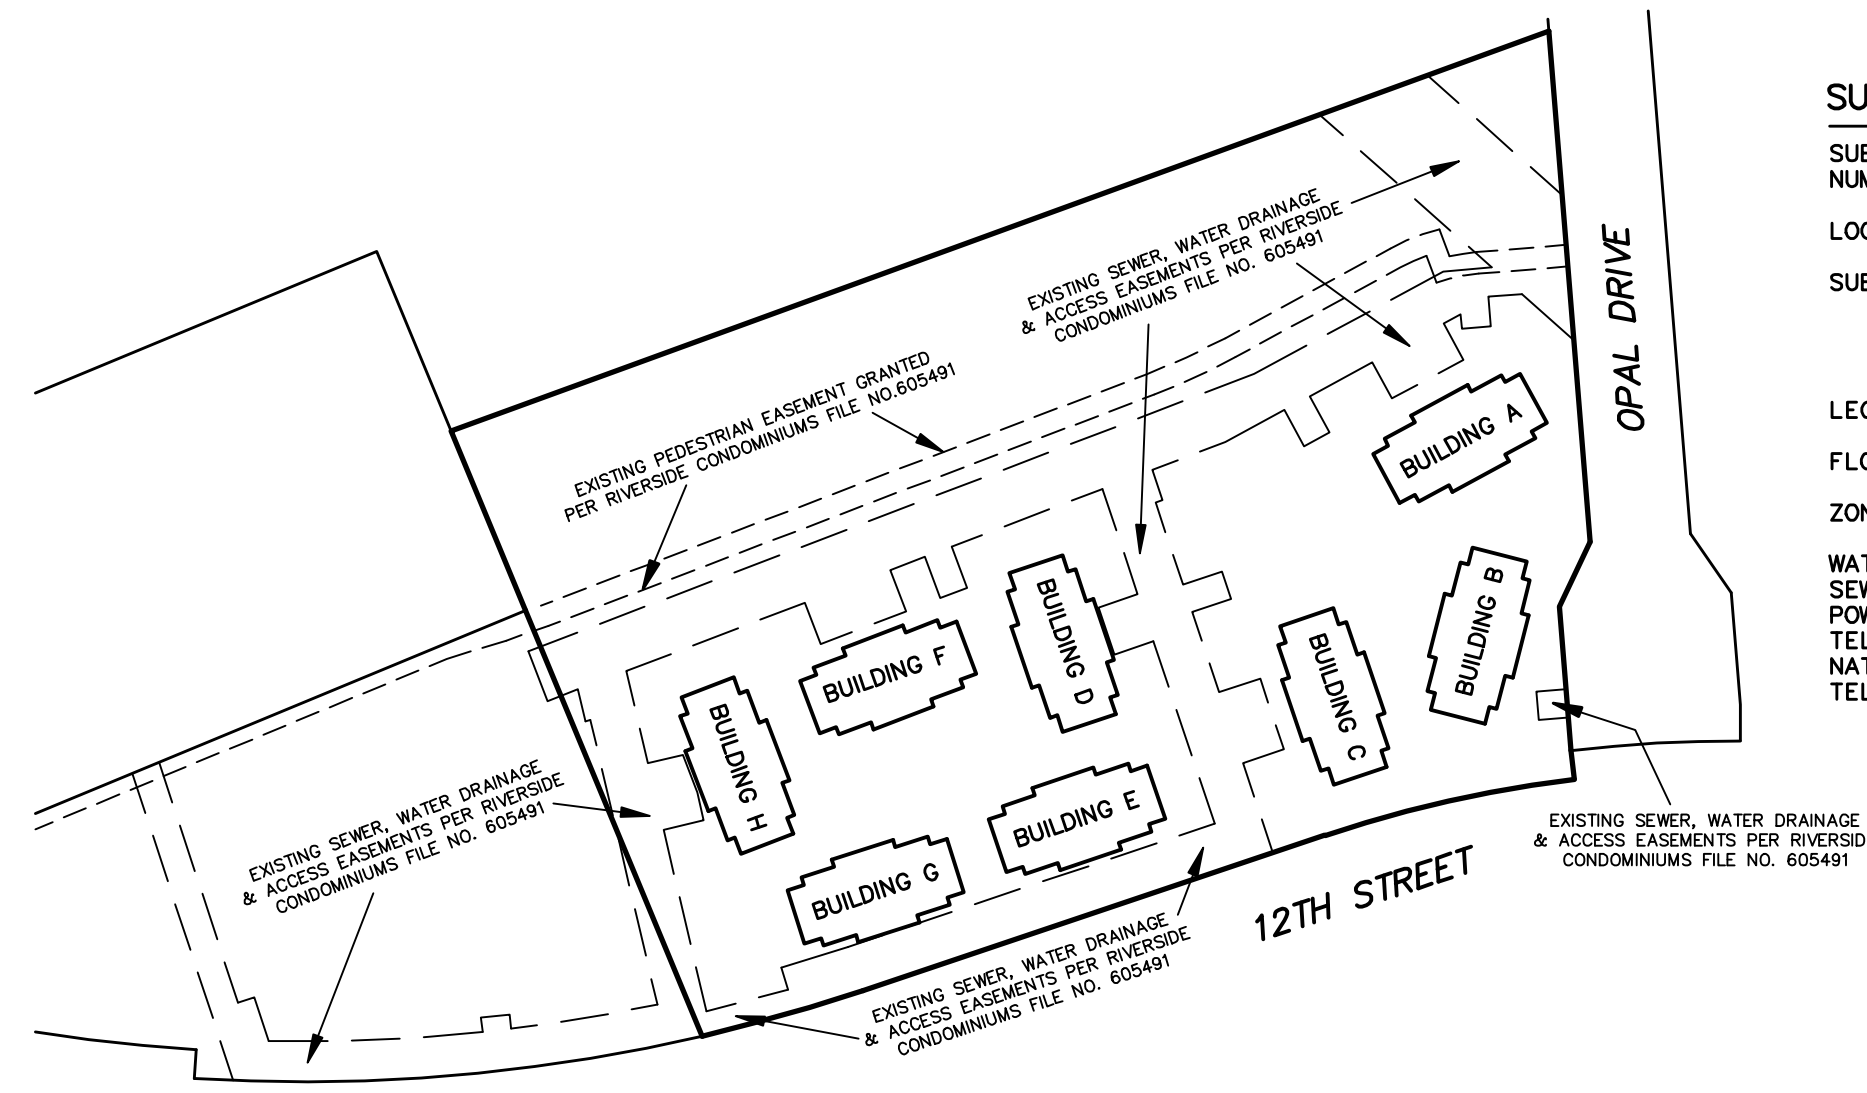 EXISTING SEWER, WATER DRAINAGE
& ACCESS EASEMENTS PER RIVERSIDE
CONDOMINIUMS FILE NO. 605491
EXISTING PEDESTRIAN EASEMENT GRANTED
PER RIVERSIDE CONDOMINIUMS FILE NO.605491
OPAL DRIVE
BUILDING A
BUILDING B
BUILDING C
BUILDING D
BUILDING E
BUILDING F
BUILDING G
BUILDING H
EXISTING SEWER, WATER DRAINAGE
& ACCESS EASEMENTS PER RIVERSIDE
CONDOMINIUMS FILE NO. 605491
EXISTING SEWER, WATER DRAINAGE
& ACCESS EASEMENTS PER RIVERSIDE
CONDOMINIUMS FILE NO. 605491
12TH STREET
EXISTING SEWER, WATER DRAINAGE
& ACCESS EASEMENTS PER RIVERSID
CONDOMINIUMS FILE NO. 605491
SU
SUB
NUM
LOC
SUB
LEG
FLO
ZON
WAT
SEW
POW
TEL
NAT
TEL